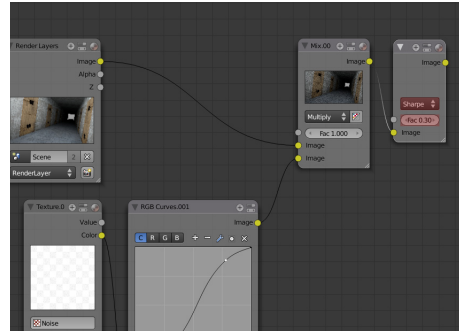 Render Layers
Image
Alpha
Z
Scene 2
RenderLayer
Mix.00
Image
Multiply
Fac 1.000
Image
Image
Image
Sharpe
Fac 0.30
Image
Texture.0
Value
Color
Noise
RGB Curves.001
Image
C R G B